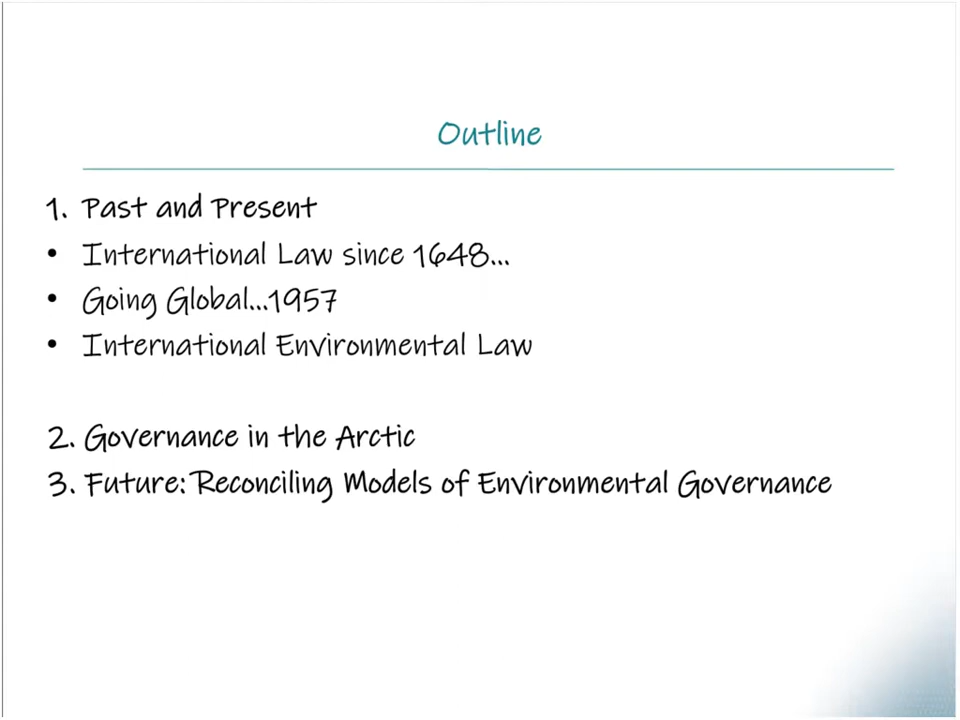 Outline
1. Past and Present
• International Law since 1648...
• Going Global...1957
• International Environmental Law
2. Governance in the Arctic
3. Future: Reconciling Models of Environmental Governance